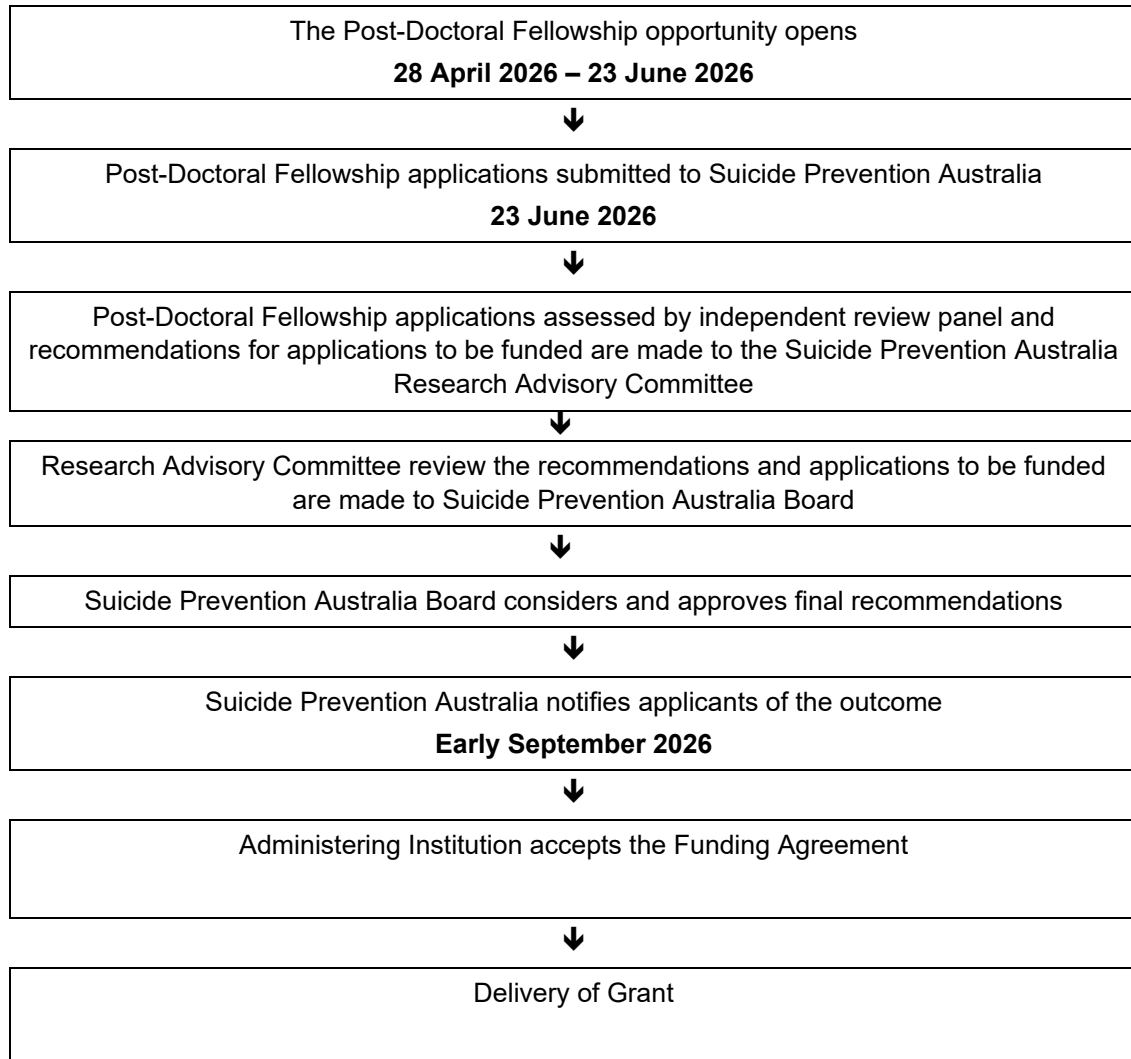 The Post-Doctoral Fellowship opportunity opens
28 April 2026 – 23 June 2026
Post-Doctoral Fellowship applications submitted to Suicide Prevention Australia
23 June 2026
Post-Doctoral Fellowship applications assessed by independent review panel and
recommendations for applications to be funded are made to the Suicide Prevention Australia
Research Advisory Committee
Research Advisory Committee review the recommendations and applications to be funded
are made to Suicide Prevention Australia Board
Suicide Prevention Australia Board considers and approves final recommendations
Suicide Prevention Australia notifies applicants of the outcome
Early September 2026
Administering Institution accepts the Funding Agreement
Delivery of Grant